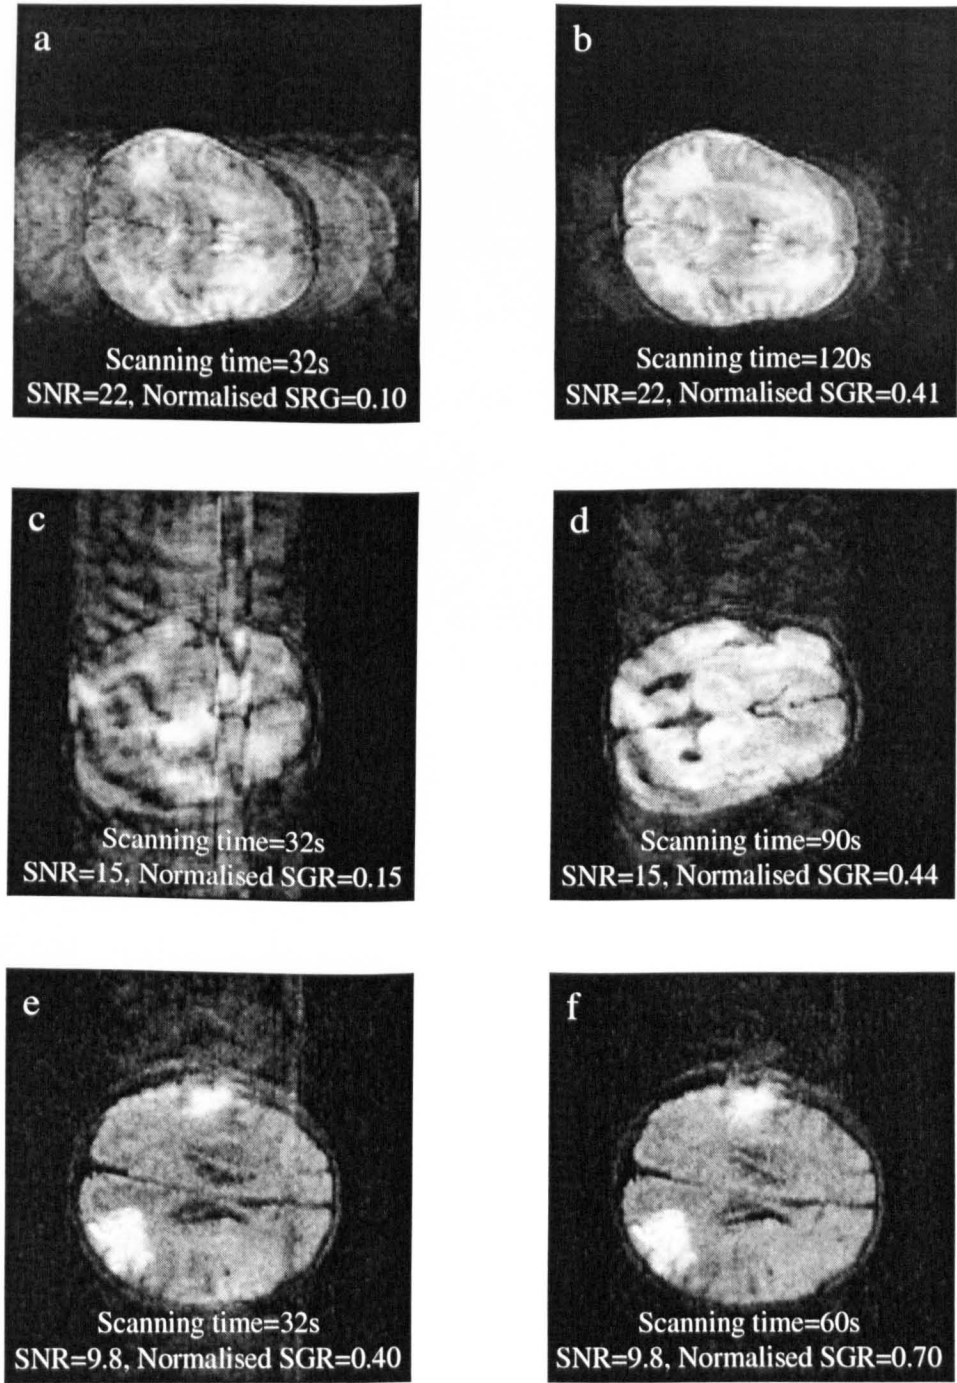 a
Scanning time=32s
SNR=22, Normalised SRG=0.10
b
Scanning time=120s
SNR=22, Normalised SGR=0.41
c
Scanning time=32s
SNR=15, Normalised SGR=0.15
d
Scanning time=90s
SNR=15, Normalised SGR=0.44
e
Scanning time=32s
SNR=9.8, Normalised SGR=0.40
f
Scanning time=60s
SNR=9.8, Normalised SGR=0.70